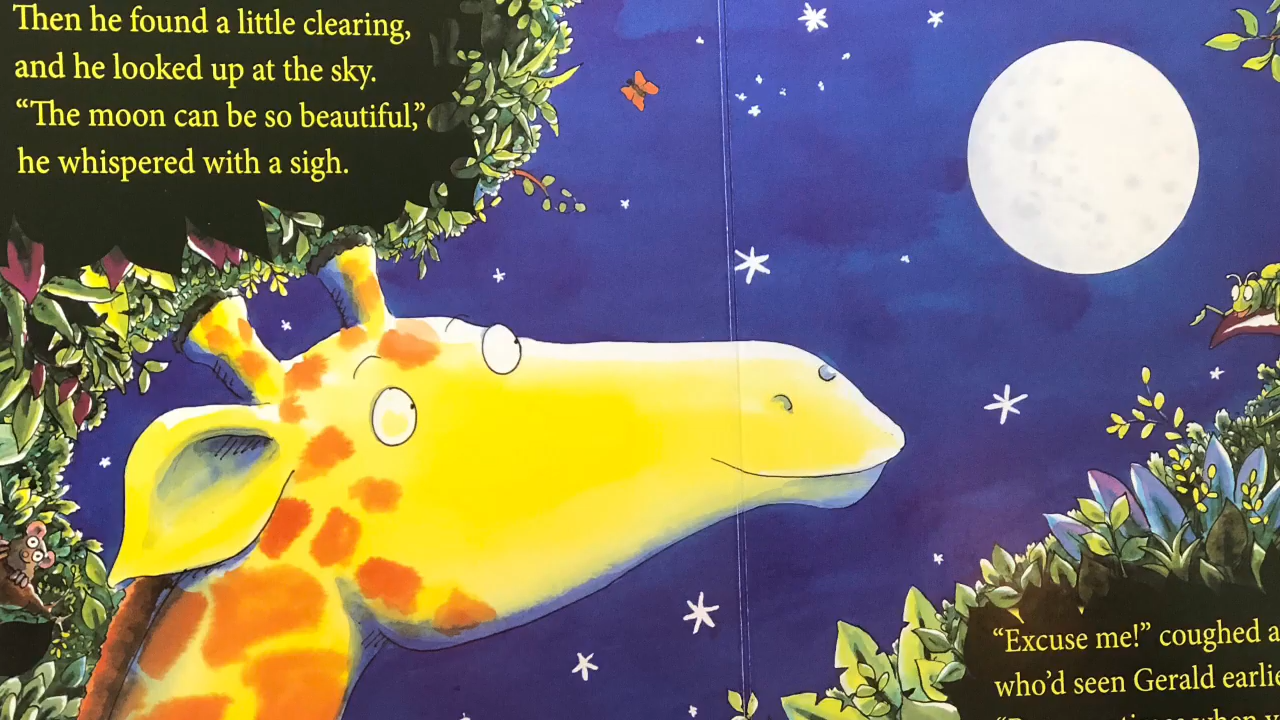 Then he found a little clearing,
and he looked up at the sky.
“The moon can be so beautiful,”
he whispered with a sigh.
“Excuse me!” coughed a
who’d seen Gerald